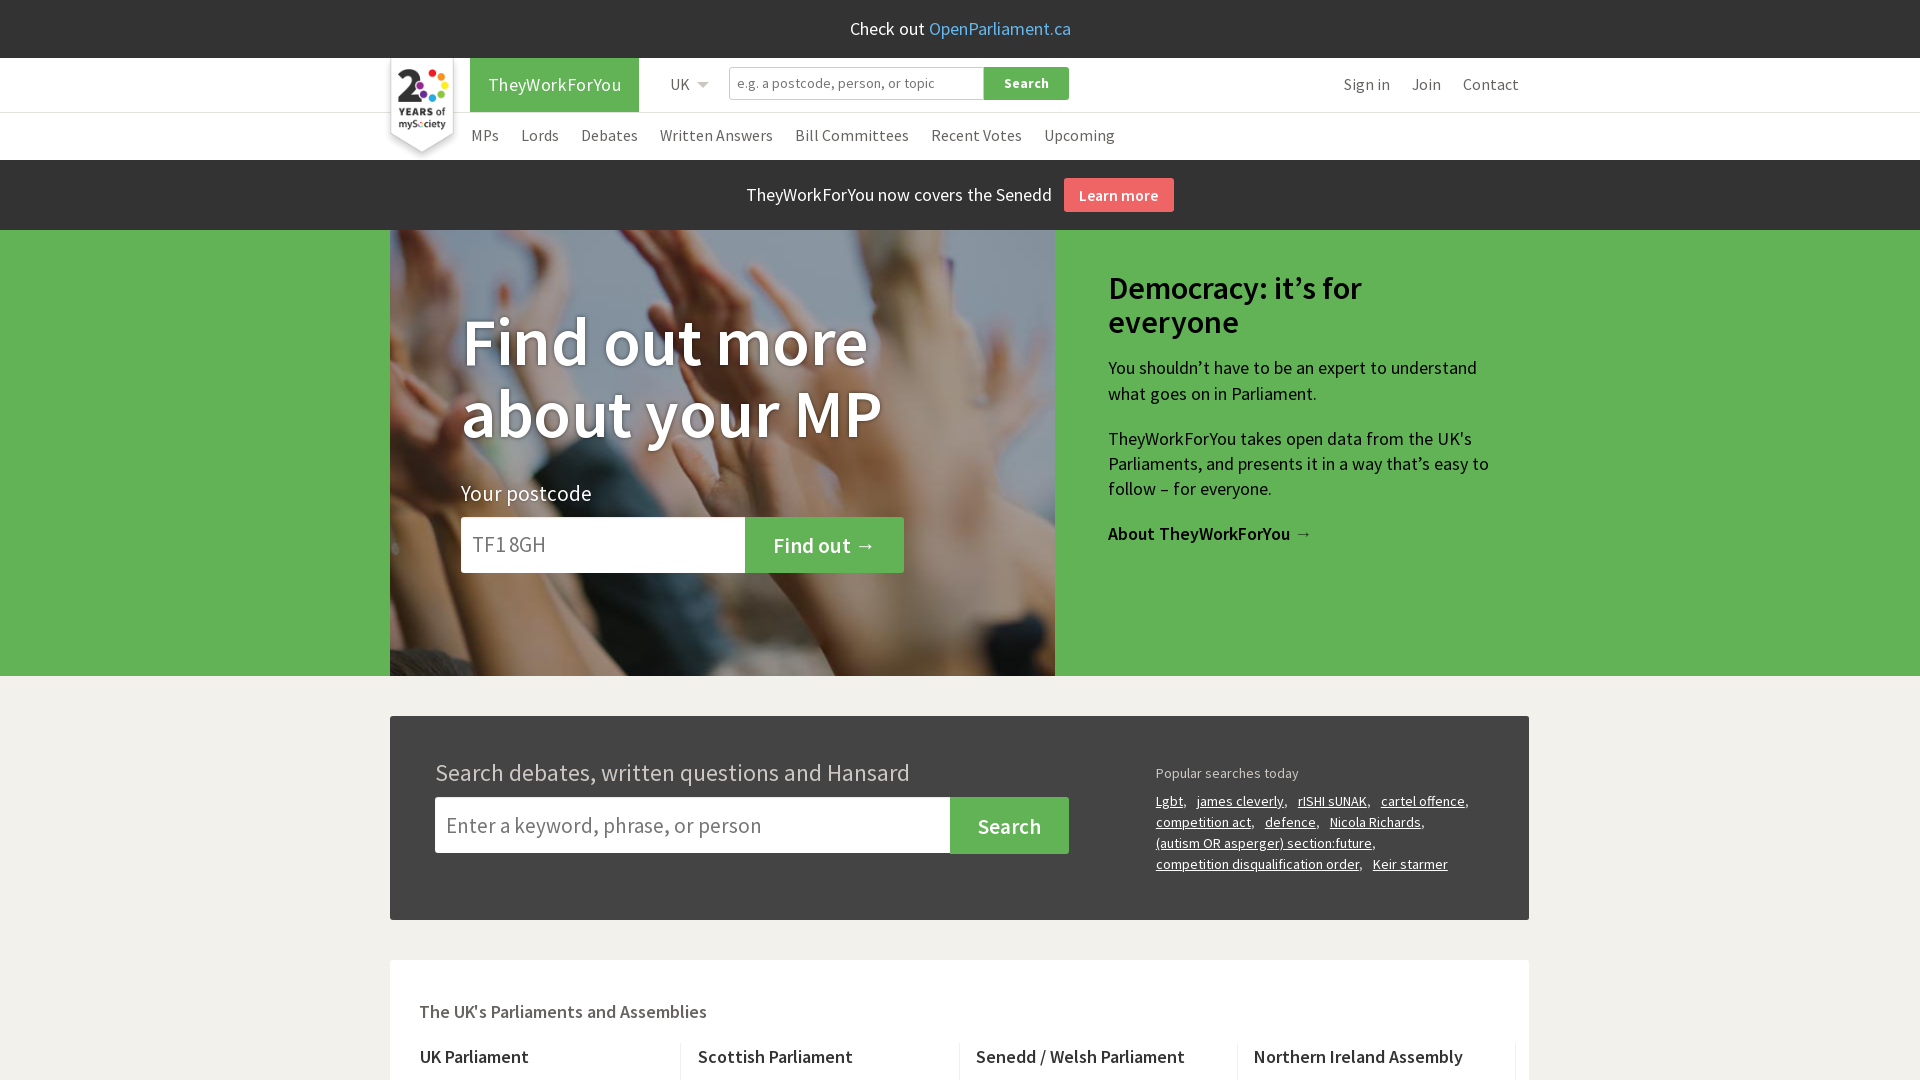 Check out OpenParliament.ca
20
YEARS of
mySociety
TheyWorkForYou
UK
e.g. a postcode, person, or topic
Search
Sign in
Join
Contact
MPs
Lords
Debates
Written Answers
Bill Committees
Recent Votes
Upcoming
TheyWorkForYou now covers the Senedd
Learn more
Find out more
about your MP
Your postcode
TF1 8GH
Find out →
Democracy: it’s for
everyone
You shouldn’t have to be an expert to understand
what goes on in Parliament.
TheyWorkForYou takes open data from the UK's
Parliaments, and presents it in a way that’s easy to
follow – for everyone.
About TheyWorkForYou →
Search debates, written questions and Hansard
Enter a keyword, phrase, or person
Search
Popular searches today
Lgbt, james cleverly, rISHI sUNAK, cartel offence,
competition act, defence, Nicola Richards,
(autism OR asperger) section:future,
competition disqualification order, Keir starmer
The UK's Parliaments and Assemblies
UK Parliament
Scottish Parliament
Senedd / Welsh Parliament
Northern Ireland Assembly